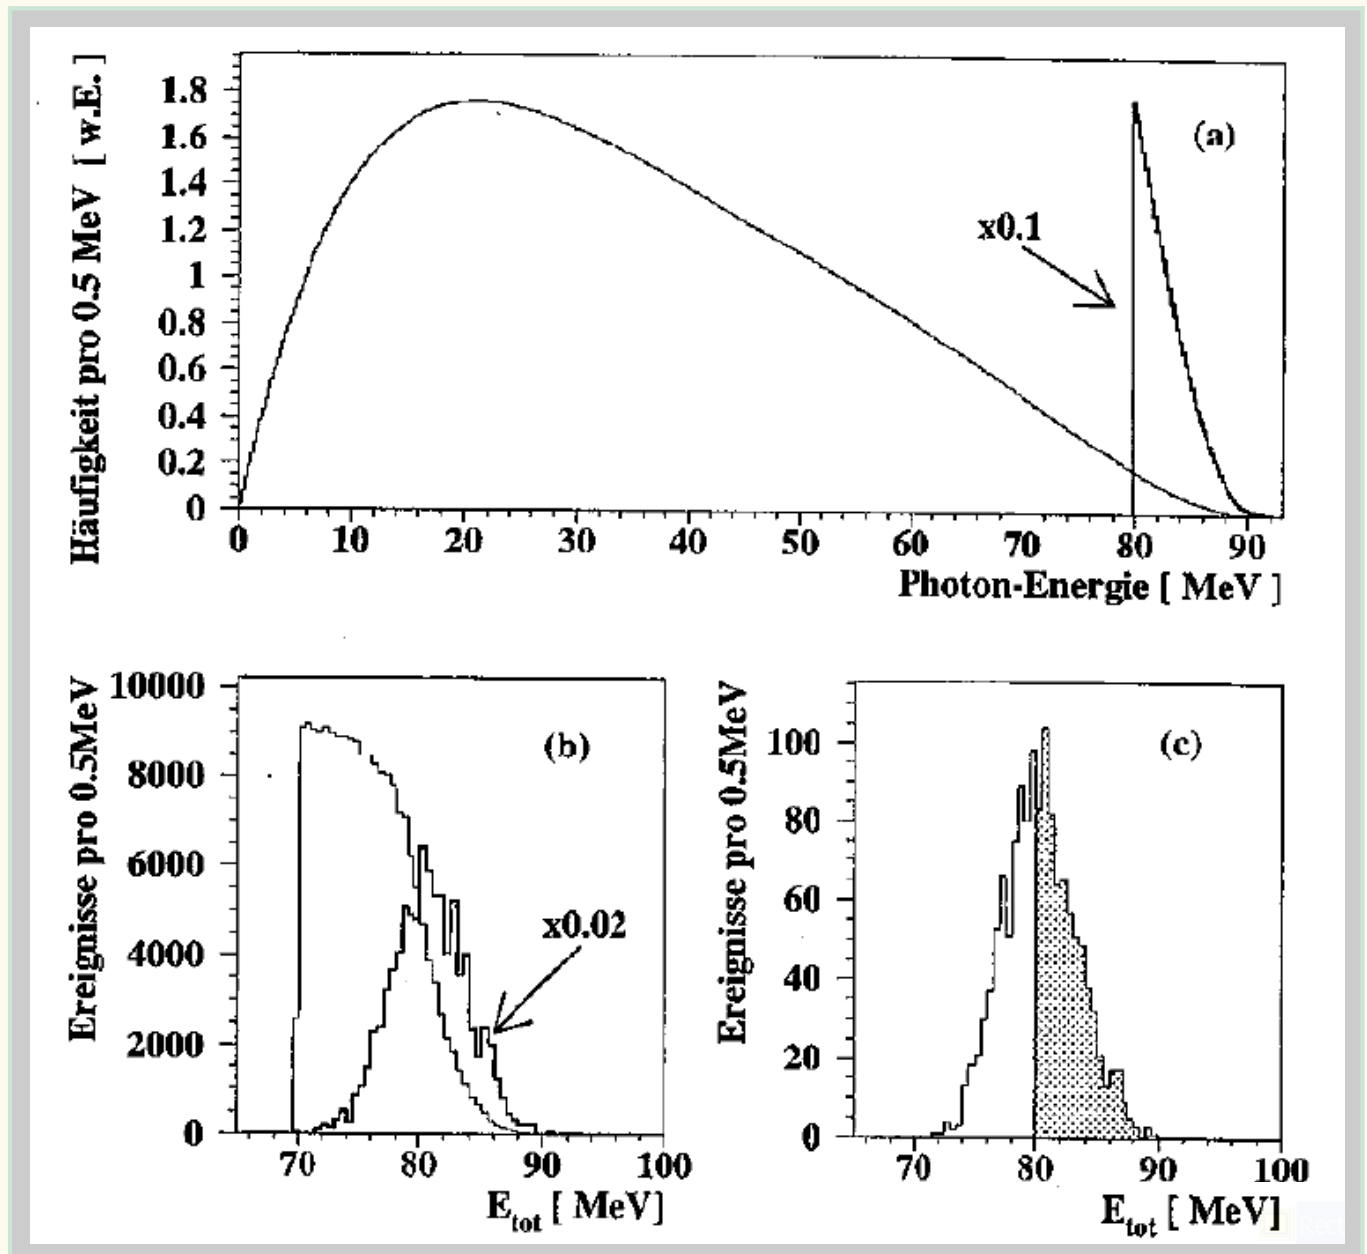 Häufigkeit pro 0.5 MeV [ w.E. ]
1.8
1.6
1.4
1.2
1
0.8
0.6
0.4
0.2
0
(a)
x0.1
0 10 20 30 40 50 60 70 80 90
Photon-Energie [ MeV ]
Ereignisse pro 0.5MeV
10000
8000
6000
4000
2000
0
(b)
x0.02
70 80 90 100
E_tot [ MeV]
Ereignisse pro 0.5MeV
100
80
60
40
20
0
(c)
70 80 90 100
E_tot [ MeV]